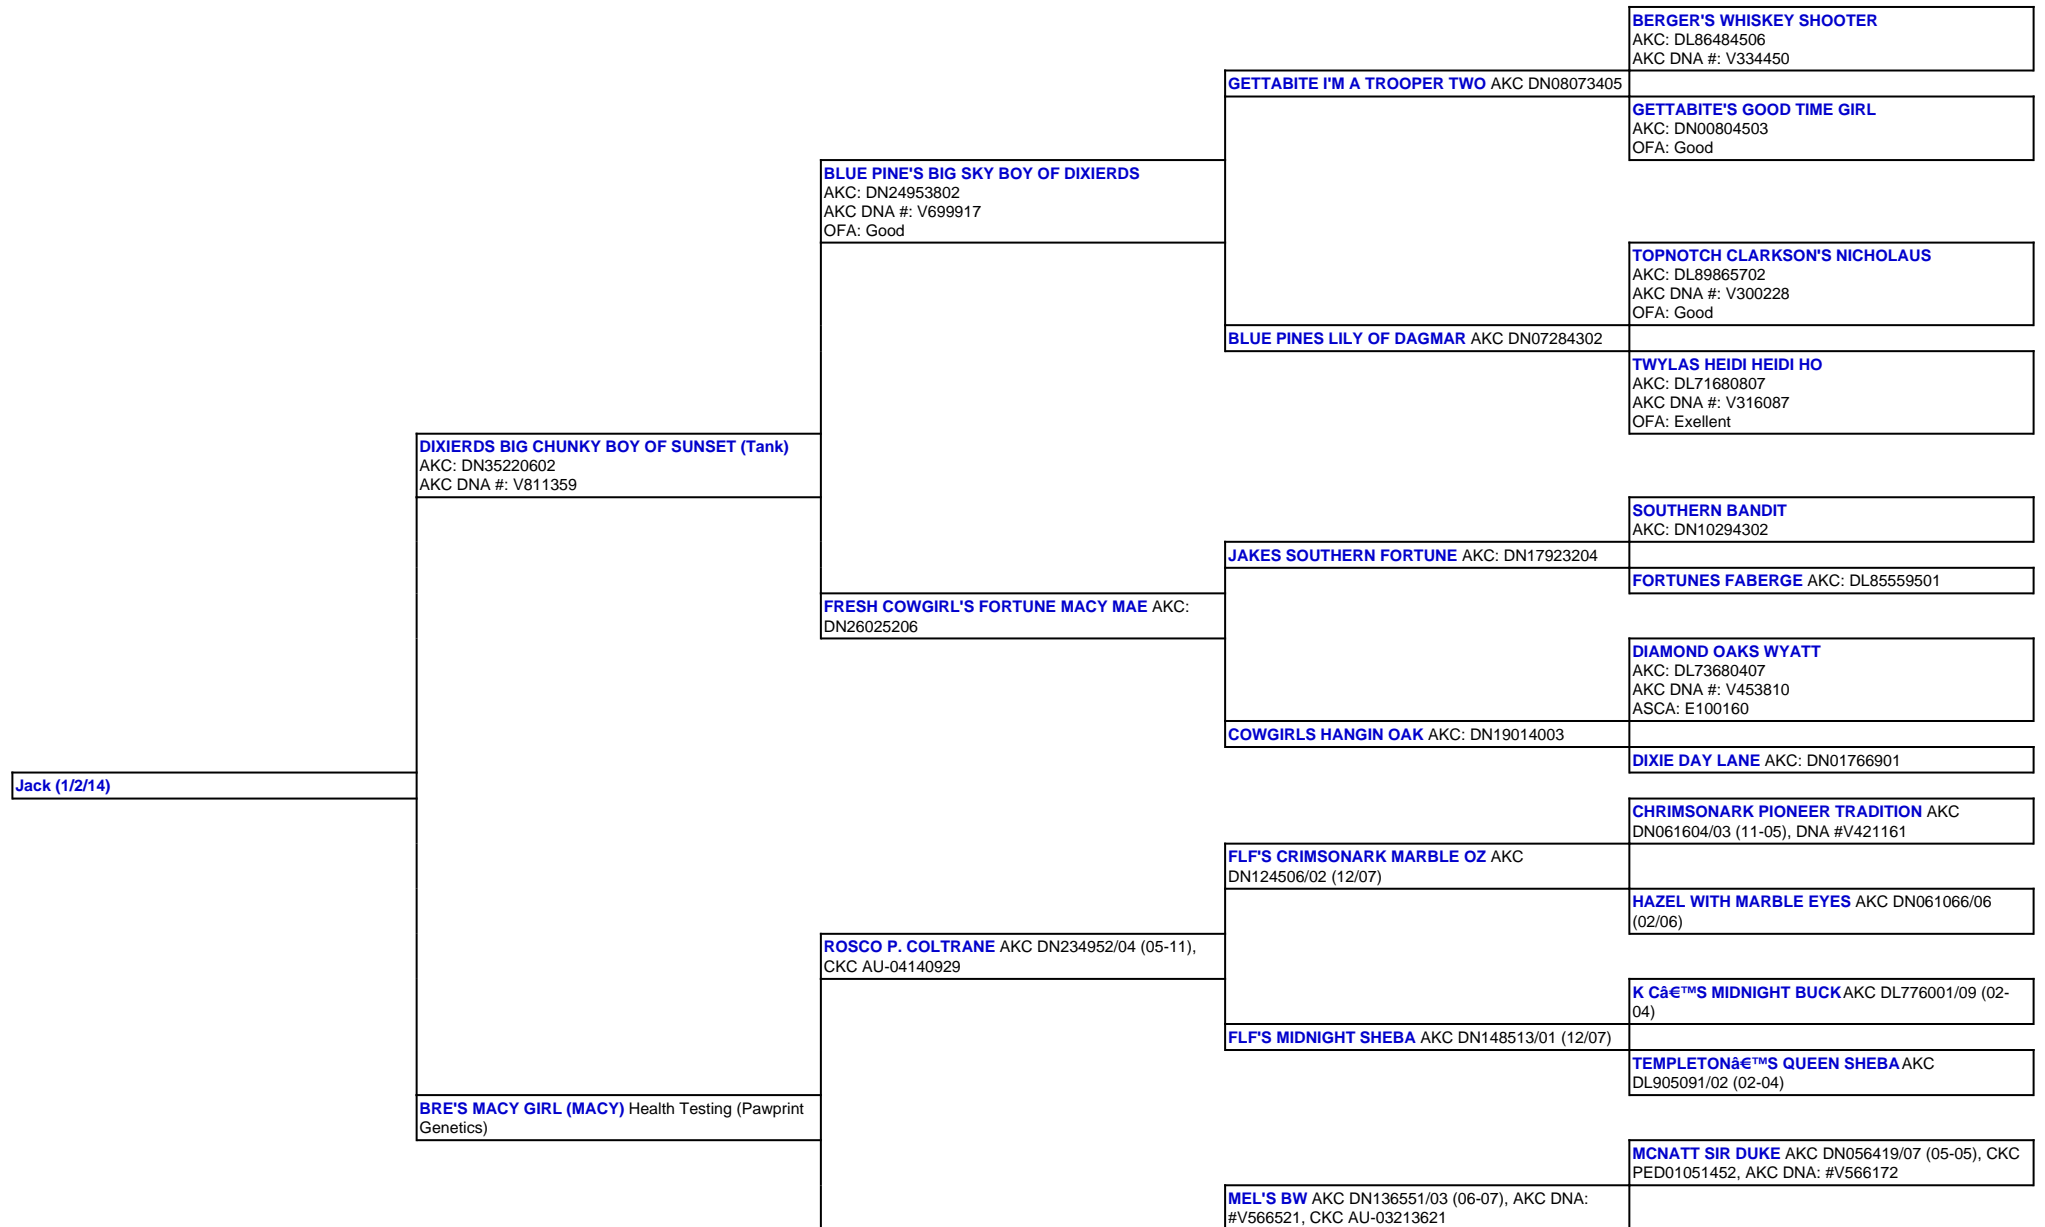 BERGER'S WHISKEY SHOOTER
AKC: DL86484506
AKC DNA #: V334450
GETTABITE I'M A TROOPER TWO AKC DN08073405
GETTABITE'S GOOD TIME GIRL
AKC: DN00804503
OFA: Good
BLUE PINE'S BIG SKY BOY OF DIXIERDS
AKC: DN24953802
AKC DNA #: V699917
OFA: Good
TOPNOTCH CLARKSON'S NICHOLAUS
AKC: DL89865702
AKC DNA #: V300228
OFA: Good
BLUE PINES LILY OF DAGMAR AKC DN07284302
TWYLAS HEIDI HEIDI HO
AKC: DL71680807
AKC DNA #: V316087
OFA: Exellent
DIXIERDS BIG CHUNKY BOY OF SUNSET (Tank)
AKC: DN35220602
AKC DNA #: V811359
SOUTHERN BANDIT
AKC: DN10294302
JAKES SOUTHERN FORTUNE AKC: DN17923204
FORTUNES FABERGE AKC: DL85559501
FRESH COWGIRL'S FORTUNE MACY MAE AKC:
DN26025206
DIAMOND OAKS WYATT
AKC: DL73680407
AKC DNA #: V453810
ASCA: E100160
COWGIRLS HANGIN OAK AKC: DN19014003
DIXIE DAY LANE AKC: DN01766901
Jack (1/2/14)
CHRIMSONARK PIONEER TRADITION AKC
DN061604/03 (11-05), DNA #V421161
FLF'S CRIMSONARK MARBLE OZ AKC
DN124506/02 (12/07)
HAZEL WITH MARBLE EYES AKC DN061066/06
(02/06)
ROSCO P. COLTRANE AKC DN234952/04 (05-11),
CKC AU-04140929
K C’S MIDNIGHT BUCK AKC DL776001/09 (02-
04)
FLF'S MIDNIGHT SHEBA AKC DN148513/01 (12/07)
TEMPLETON’S QUEEN SHEBA AKC
DL905091/02 (02-04)
BRE'S MACY GIRL (MACY) Health Testing (Pawprint
Genetics)
MCNATT SIR DUKE AKC DN056419/07 (05-05), CKC
PED01051452, AKC DNA: #V566172
MEL'S BW AKC DN136551/03 (06-07), AKC DNA:
#V566521, CKC AU-03213621